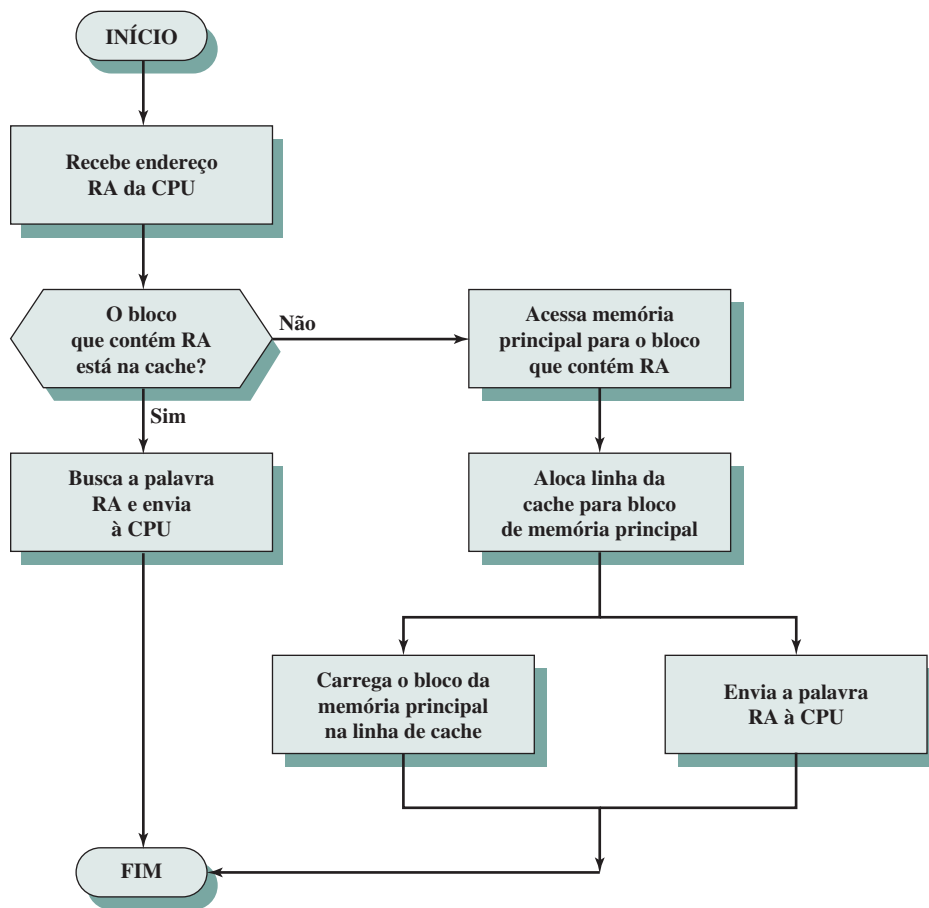 INÍCIO
Recebe endereço
RA da CPU
O bloco
que contém RA
está na cache?
Não
Sim
Acessa memória
principal para o bloco
que contém RA
Busca a palavra
RA e envia
à CPU
Aloca linha da
cache para bloco
de memória principal
Carrega o bloco da
memória principal
na linha de cache
Envia a palavra
RA à CPU
FIM